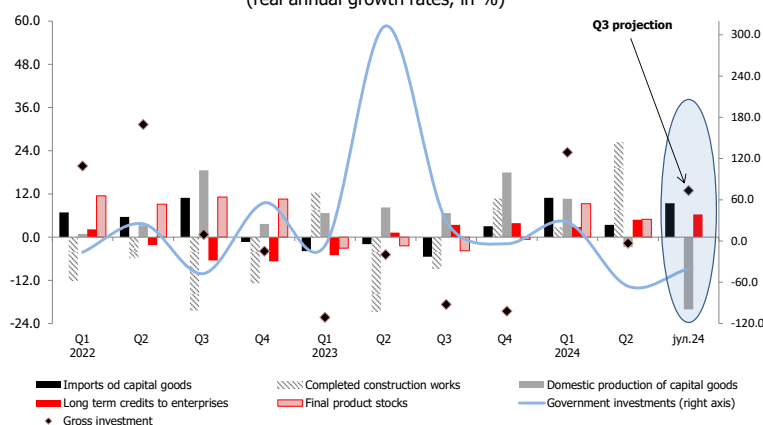 (real annual growth rates, in %)
Q3 projection
60.0
48.0
36.0
24.0
12.0
0.0
-12.0
-24.0
300.0
240.0
180.0
120.0
60.0
0.0
-60.0
-120.0
Q1 Q2 Q3 Q4 Q1 Q2 Q3 Q4 Q1 Q2 јул.24
2022 2023 2024
Imports od capital goods Completed construction works Domestic production of capital goods
Long term credits to enterprises Final product stocks Government investments (right axis)
Gross investment